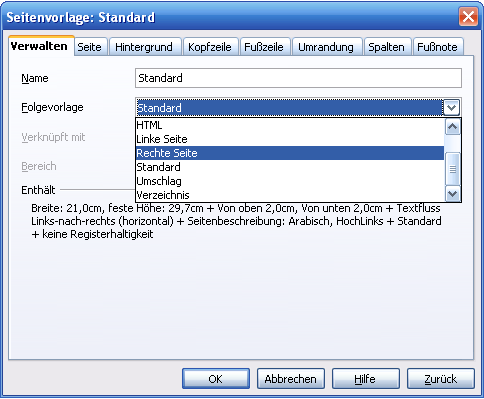 Seitenvorlage: Standard
Verwalten Seite Hintergrund Kopfzeile Fußzeile Umrandung Spalten Fußnote
Name Standard
Folgevorlage Standard
HTML
Verknüpft mit Linke Seite
Rechte Seite
Bereich Standard
Umschlag
Enthält Verzeichnis
Breite: 21,0cm, feste Höhe: 29,7cm + Von oben 2,0cm, Von unten 2,0cm + Textfluss
Links-nach-rechts (horizontal) + Seitenbeschreibung: Arabisch, HochLinks + Standard
+ keine Registerhaltigkeit
OK Abbrechen Hilfe Zurück